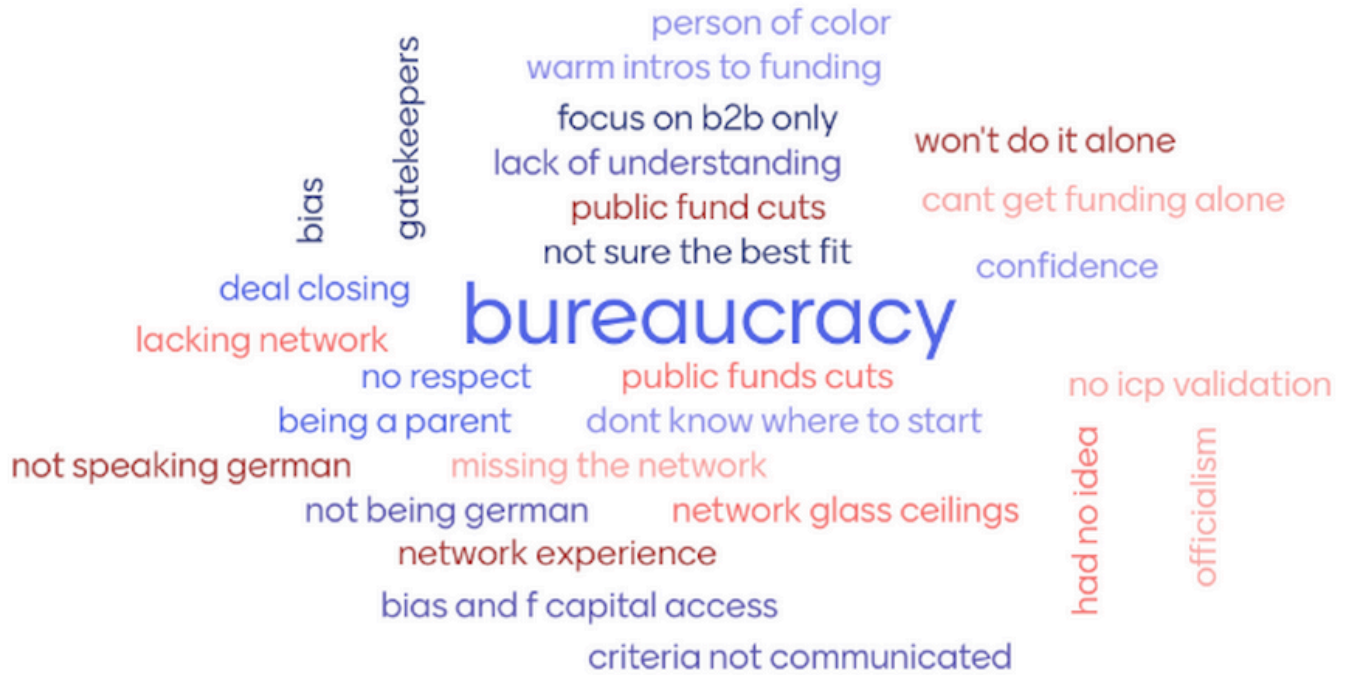 person of color
warm intros to funding
gatekeepers
focus on b2b only
won't do it alone
lack of understanding
bias
public fund cuts
cant get funding alone
not sure the best fit
confidence
deal closing
bureaucracy
lacking network
no respect
public funds cuts
no icp validation
being a parent
dont know where to start
not speaking german
missing the network
had no idea
officialism
not being german
network glass ceilings
network experience
bias and f capital access
criteria not communicated